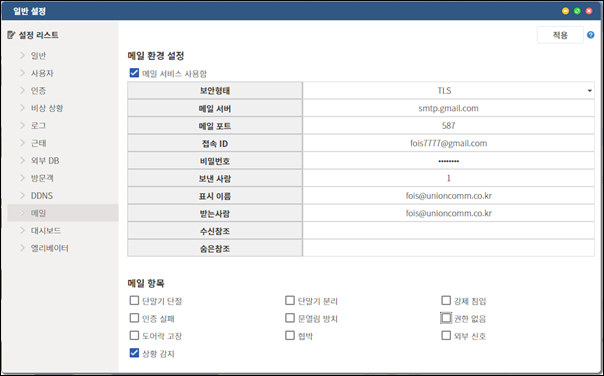 일반 설정
설정 리스트
적용
일반
사용자
인증
비상 상황
로그
근태
외부 DB
방문객
DDNS
메일
대시보드
엘리베이터
메일 환경 설정
메일 서비스 사용함
보안형태 TLS
메일 서버 smtp.gmail.com
메일 포트 587
접속 ID fois7777@gmail.com
비밀번호 ••••••••
보낸 사람 1
표시 이름 fois@unioncomm.co.kr
받는사람 fois@unioncomm.co.kr
수신참조
숨은참조
메일 항목
단말기 단절 단말기 분리 강제 침입
인증 실패 문열림 방치 권한 없음
도어락 고장 협박 외부 신호
상황 감지